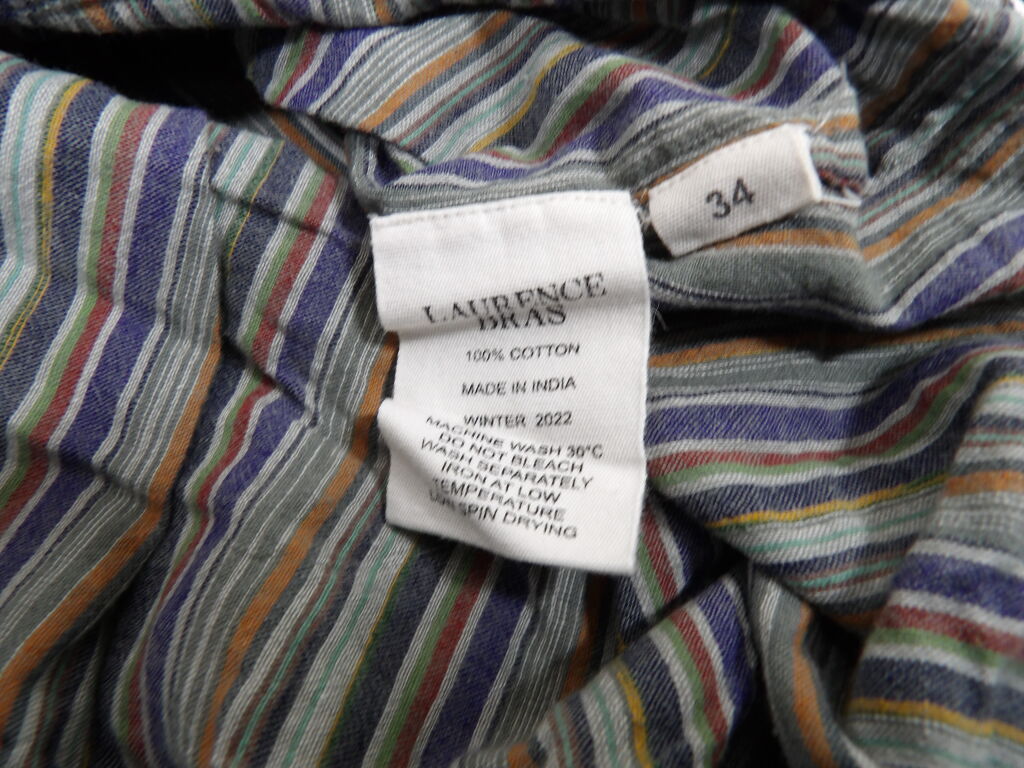 34
LAURENCE
BRAS
100% COTTON
MADE IN INDIA
WINTER 2022
MACHINE WASH 30°C
DO NOT BLEACH
WASH SEPARATELY
IRON AT LOW
TEMPERATURE
SPIN DRYING